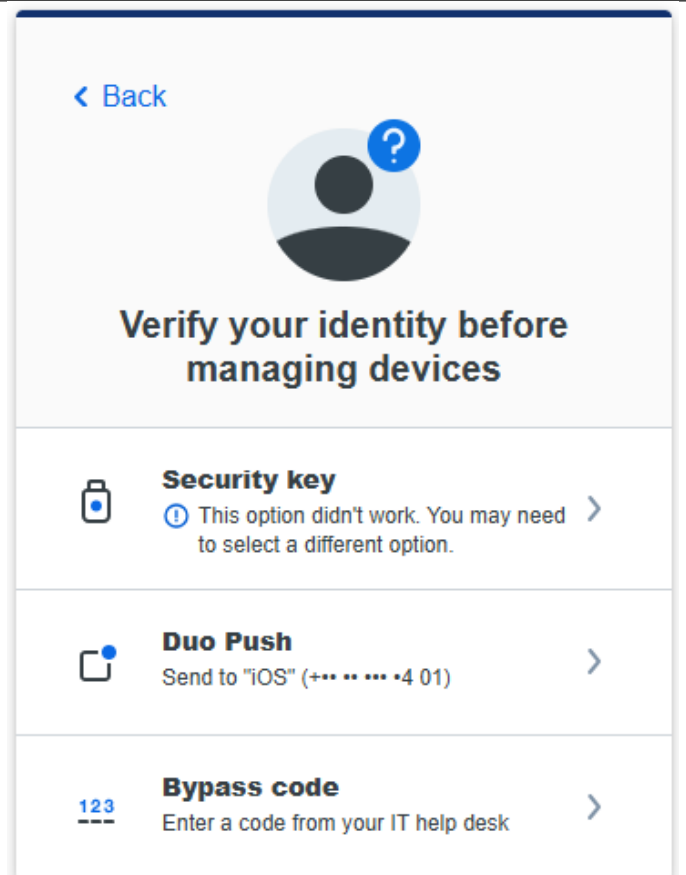 Back
?
Verify your identity before
managing devices
Security key
This option didn't work. You may need
to select a different option.
Duo Push
Send to "iOS" (+•• •• ••• •4 01)
123
Bypass code
Enter a code from your IT help desk